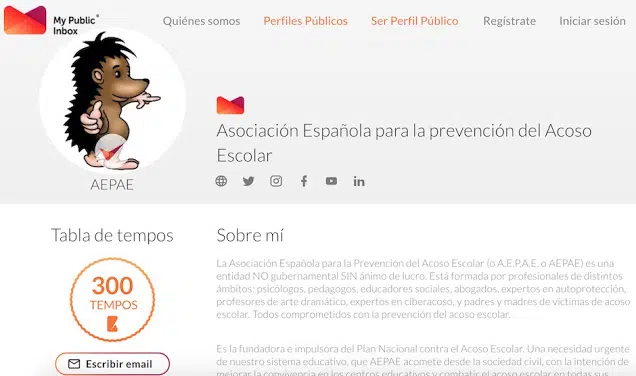 My Public
Inbox
Quiénes somos
Perfiles Públicos
Ser Perfil Público
Regístrate
Iniciar sesión
AEPAE
Asociación Española para la prevención del Acoso
Escolar
Tabla de tempos
300
TEMPOS
Escribir email
Sobre mí
La Asociación Española para la Prevención del Acoso Escolar (o A.E.P.A.E. o AEPAE) es una
entidad NO gubernamental SIN ánimo de lucro. Está formada por profesionales de distintos
ámbitos: psicólogos, pedagogos, educadores sociales, abogados, expertos en autoprotección,
profesores de arte dramático, expertos en ciberacoso, y padres y madres de víctimas de acoso
escolar. Todos comprometidos con la prevención del acoso escolar.
Es la fundadora e impulsora del Plan Nacional contra el Acoso Escolar. Una necesidad urgente
de nuestro sistema educativo, que AEPAE acomete desde la sociedad civil, con la intención de
mejorar la convivencia en los centros educativos y combatir el acoso escolar en todas sus